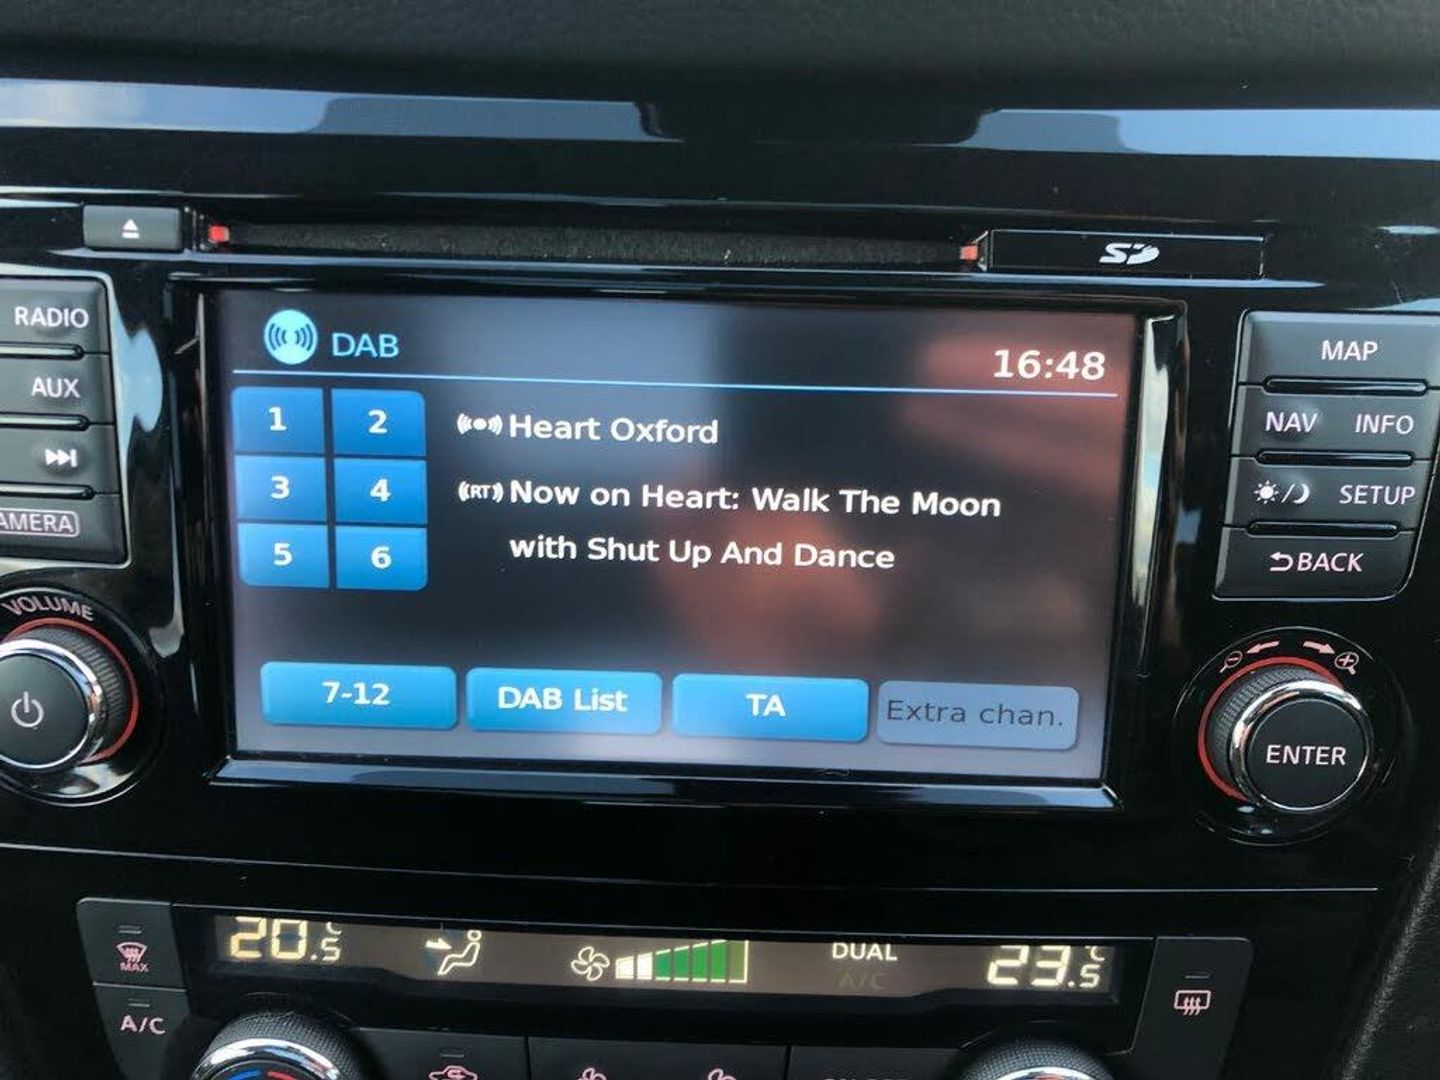 SD
RADIO
AUX
AMERA
VOLUME
DAB
16:48
1 2
3 4
5 6
Heart Oxford
(RT) Now on Heart: Walk The Moon
with Shut Up And Dance
7-12 DAB List TA Extra chan.
MAP
NAV INFO
SETUP
BACK
ENTER
20.5 °C
DUAL
A/C
23.5 °C
MAX
A/C